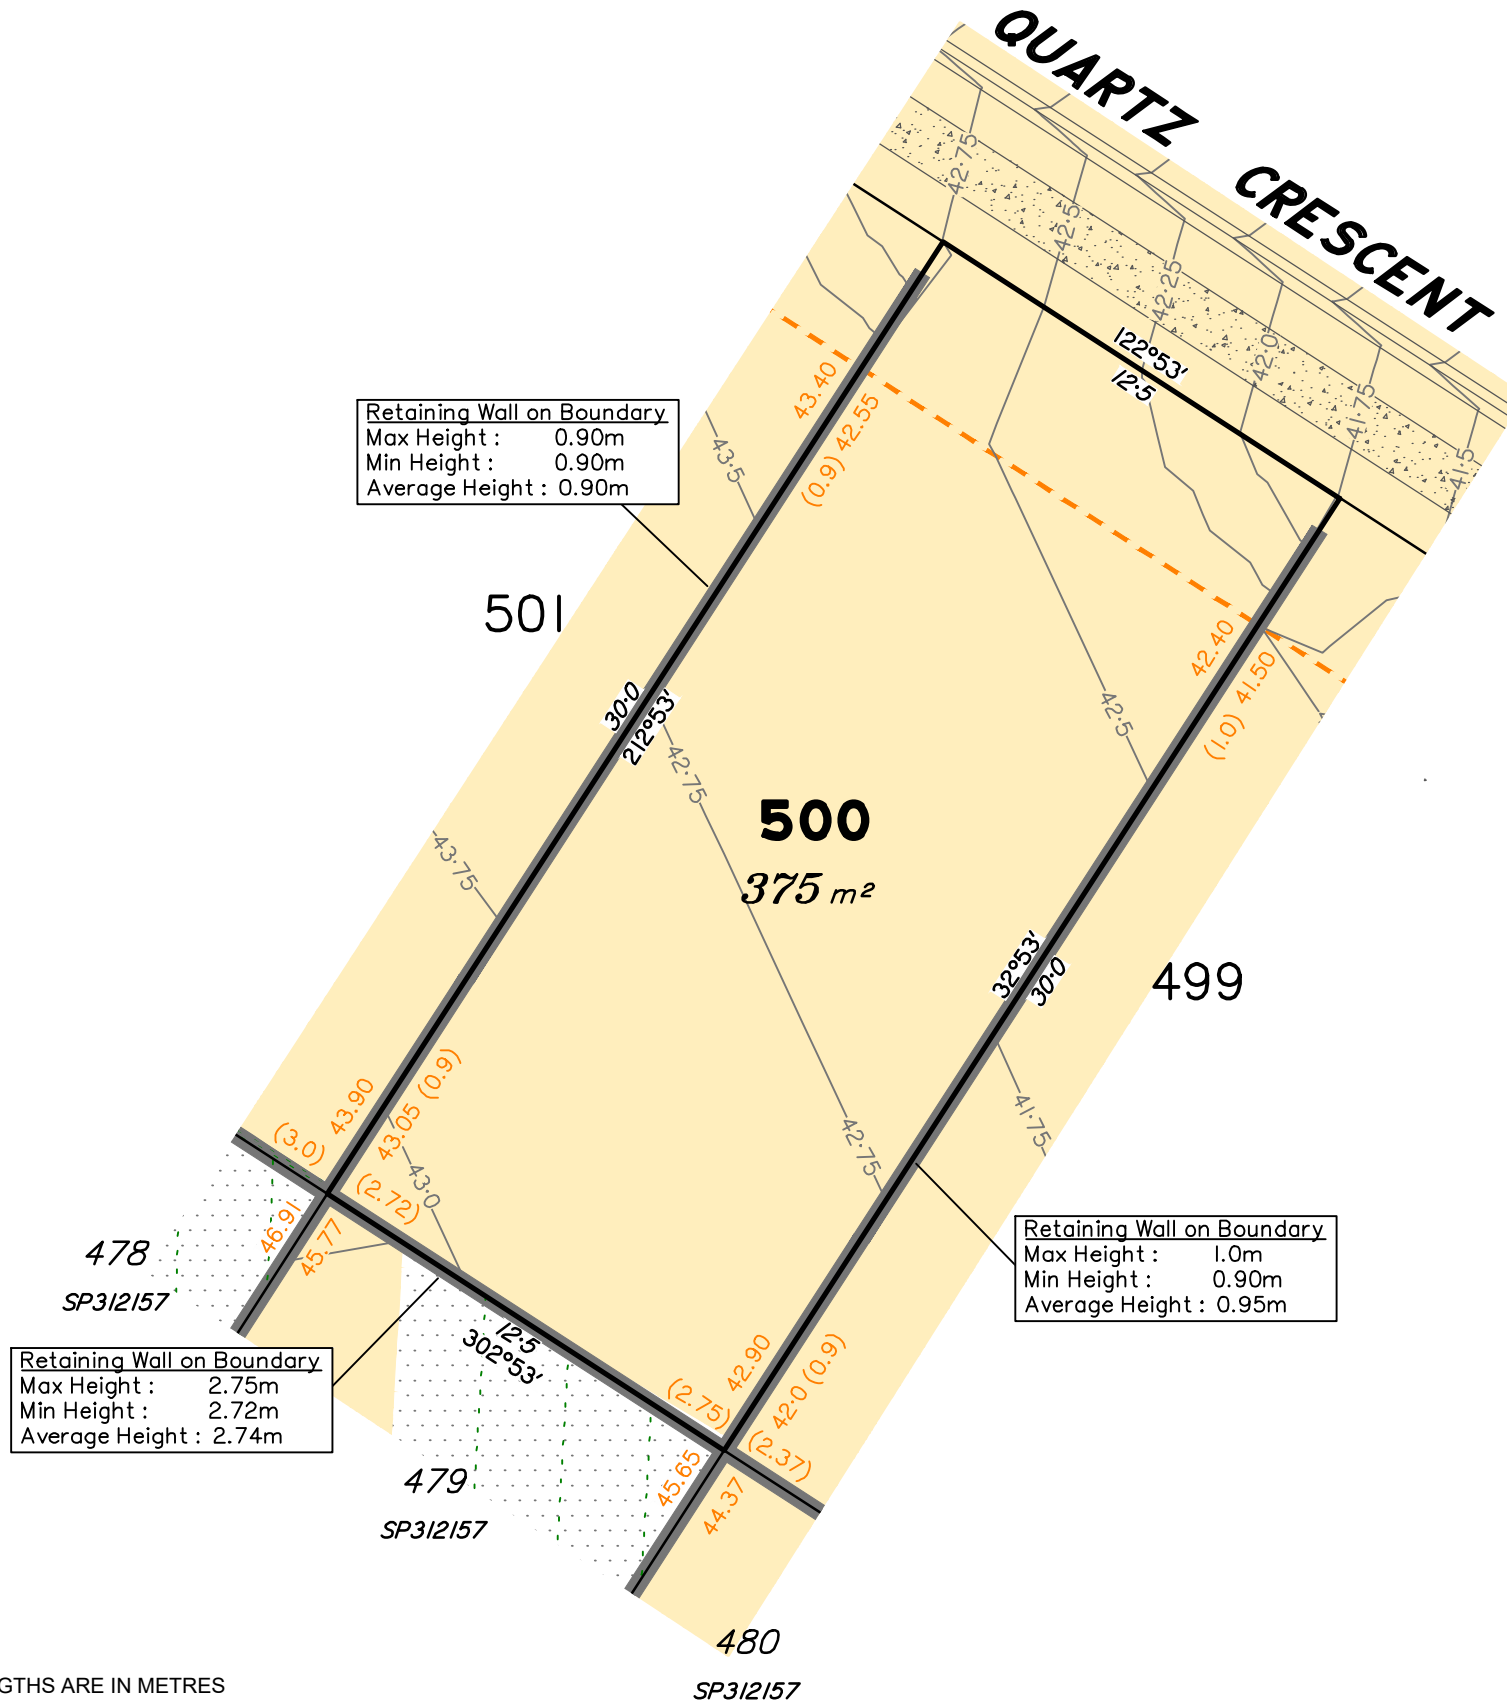 QUARTZ CRESCENT
42·75
42·5
42·25
42·0
41·75
41·5
122°53'
12·5
43.40
(0.9) 42.55
Retaining Wall on Boundary
Max Height : 0.90m
Min Height : 0.90m
Average Height : 0.90m
43·5
501
30·0
212°53'
42.40
(1.0) 41.50
42·5
42·75
500
375 m²
43·75
32°53'
30·0
499
41·75
42·75
43.90
43.05 (0.9)
(3.0)
(2.72)
43·0
46.91
45.77
478
SP312157
Retaining Wall on Boundary
Max Height : 1.0m
Min Height : 0.90m
Average Height : 0.95m
12·5
302°53'
Retaining Wall on Boundary
Max Height : 2.75m
Min Height : 2.72m
Average Height : 2.74m
42.90
42.0 (0.9)
(2.75)
(2.37)
45.65
44.37
479
SP312157
480
SP312157
GTHS ARE IN METRES